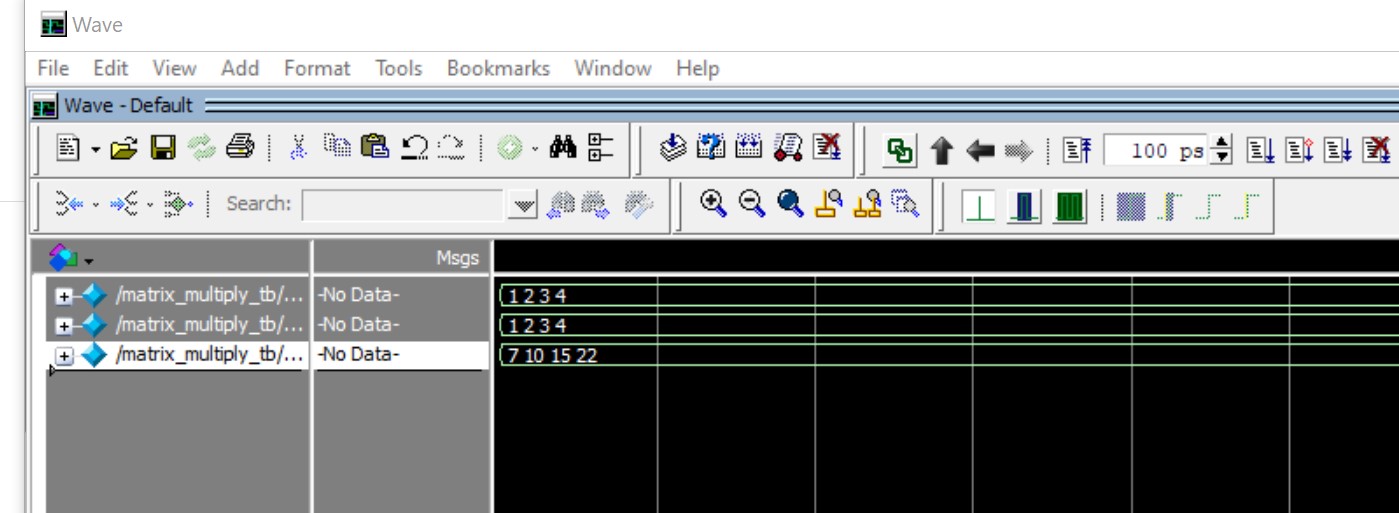 Wave
File Edit View Add Format Tools Bookmarks Window Help
Wave - Default
100 ps
Search:
Msgs
/matrix_multiply_tb/... -No Data- 1 2 3 4
/matrix_multiply_tb/... -No Data- 1 2 3 4
/matrix_multiply_tb/... -No Data- 7 10 15 22